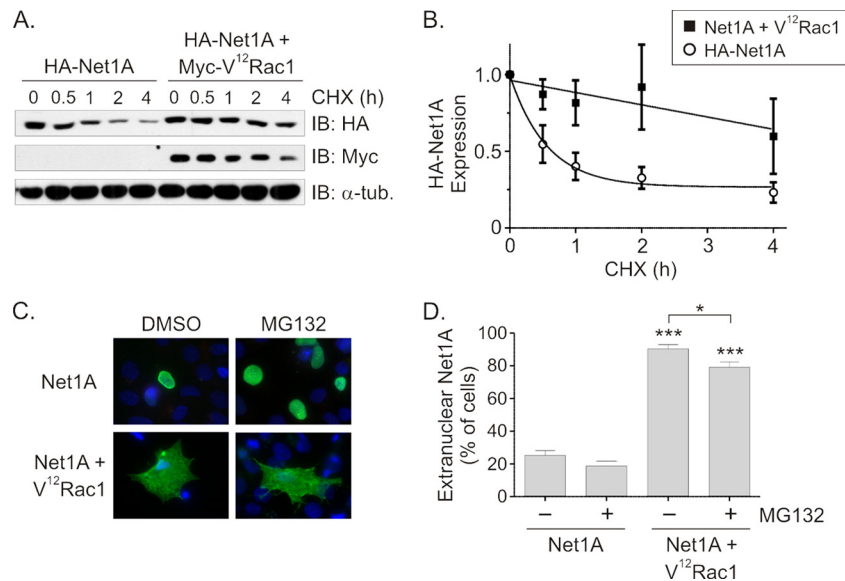 A.
HA-Net1A
HA-Net1A +
Myc-V¹²Rac1
0 0.5 1 2 4 0 0.5 1 2 4 CHX (h)
IB: HA
IB: Myc
IB: α-tub.
B.
Net1A + V¹²Rac1
HA-Net1A
HA-Net1A
Expression
1.0
0.5
0
0 1 2 3 4
CHX (h)
C.
DMSO MG132
Net1A
Net1A +
V¹²Rac1
D.
Extranuclear Net1A
(% of cells)
100
80
60
40
20
0
*
*** ***
– + – + MG132
Net1A Net1A +
V¹²Rac1